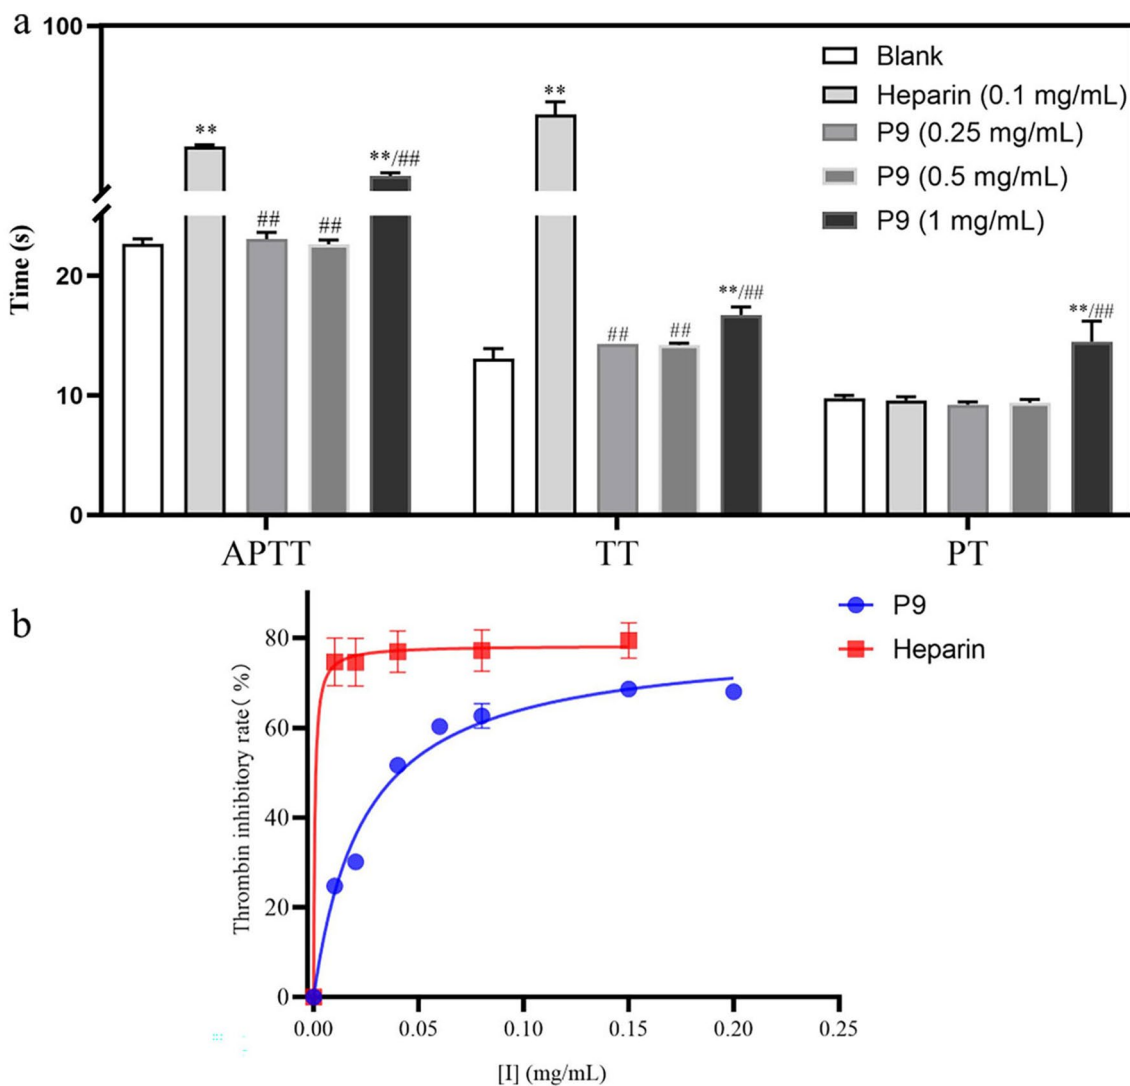 a
100
Blank
Heparin (0.1 mg/mL)
P9 (0.25 mg/mL)
P9 (0.5 mg/mL)
P9 (1 mg/mL)
** ** **/## ## ## **/## ## ## **/##
Time (s)
20
10
0
APTT TT PT
b
P9
Heparin
Thrombin inhibitory rate( %)
80
60
40
20
0
0.00 0.05 0.10 0.15 0.20 0.25
[I] (mg/mL)